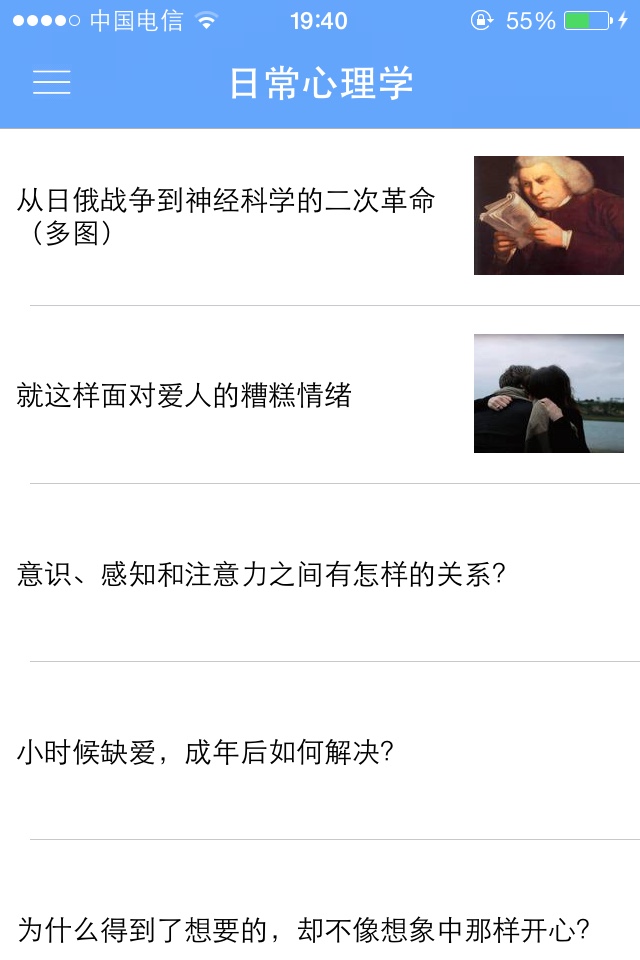 中国电信 19:40 55%
日常心理学
从日俄战争到神经科学的二次革命
（多图）
就这样面对爱人的糟糕情绪
意识、感知和注意力之间有怎样的关系？
小时候缺爱，成年后如何解决？
为什么得到了想要的，却不像想象中那样开心？